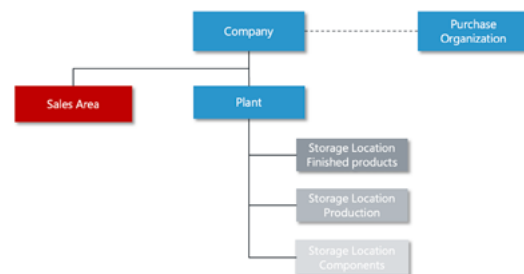 Company
Purchase
Organization
Sales Area
Plant
Storage Location
Finished products
Storage Location
Production
Storage Location
Components